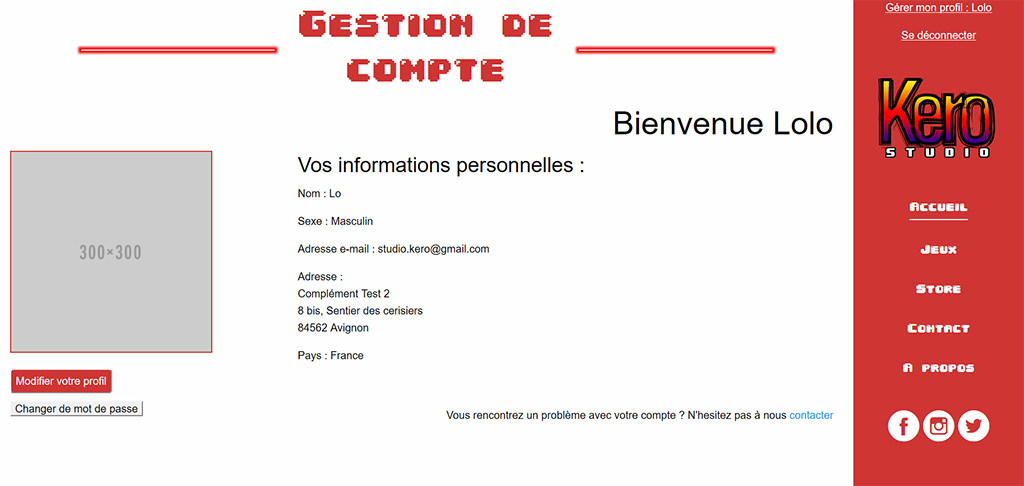 Gestion de
compte
Bienvenue Lolo
300×300
Modifier votre profil
Changer de mot de passe
Vos informations personnelles :
Nom : Lo
Sexe : Masculin
Adresse e-mail : studio.kero@gmail.com
Adresse :
Complément Test 2
8 bis, Sentier des cerisiers
84562 Avignon
Pays : France
Vous rencontrez un problème avec votre compte ? N'hesitez pas à nous contacter
Gérer mon profil : Lolo
Se déconnecter
Kero
STUDIO
Accueil
Jeux
Store
Contact
A propos